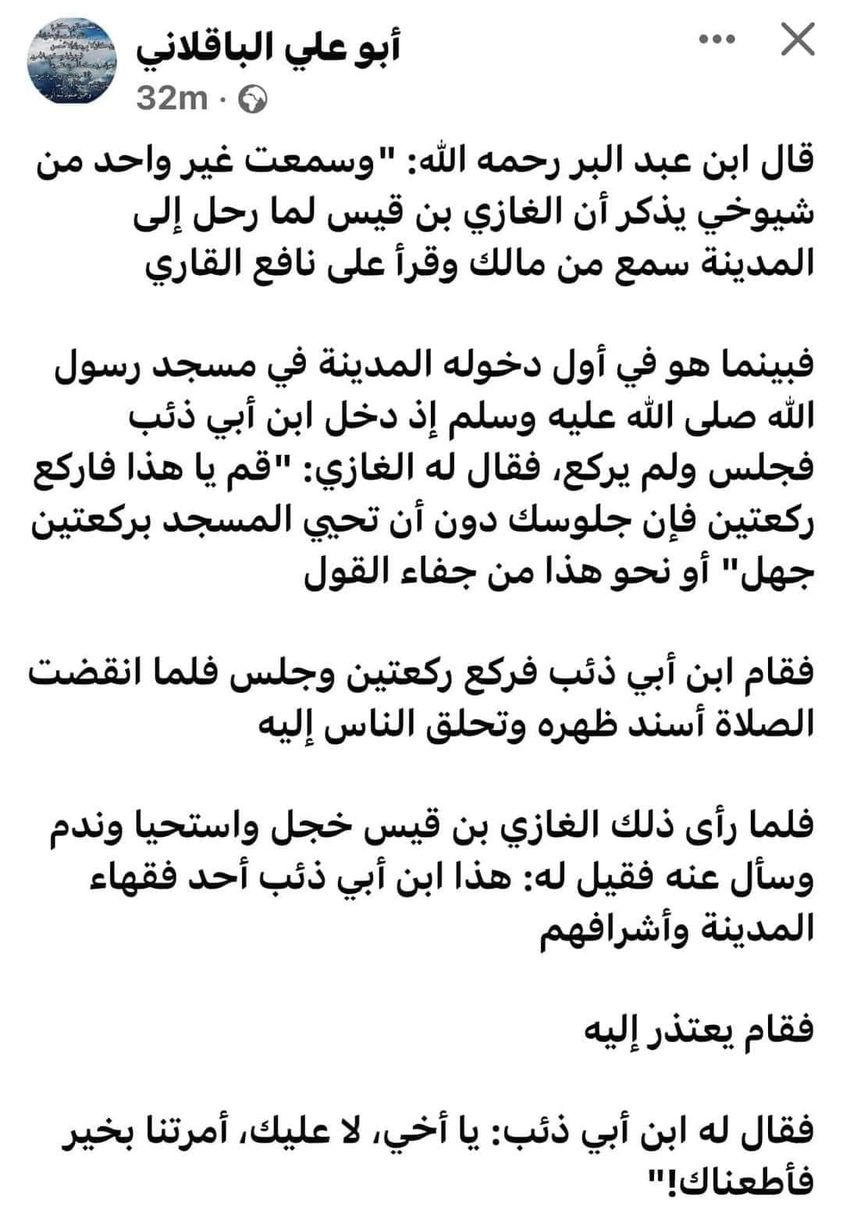 أبو علي الباقلاني
32m ·
قال ابن عبد البر رحمه الله: "وسمعت غير واحد من
شيوخي يذكر أن الغازي بن قيس لما رحل إلى
المدينة سمع من مالك وقرأ على نافع القاري
فبينما هو في أول دخوله المدينة في مسجد رسول
الله صلى الله عليه وسلم إذ دخل ابن أبي ذئب
فجلس ولم يركع، فقال له الغازي: "قم يا هذا فاركع
ركعتين فإن جلوسك دون أن تحيي المسجد بركعتين
جهل" أو نحو هذا من جفاء القول
فقام ابن أبي ذئب فركع ركعتين وجلس فلما انقضت
الصلاة أسند ظهره وتحلق الناس إليه
فلما رأى ذلك الغازي بن قيس خجل واستحيا وندم
وسأل عنه فقيل له: هذا ابن أبي ذئب أحد فقهاء
المدينة وأشرافهم
فقام يعتذر إليه
فقال له ابن أبي ذئب: يا أخي، لا عليك، أمرتنا بخير
فأطعناك!"